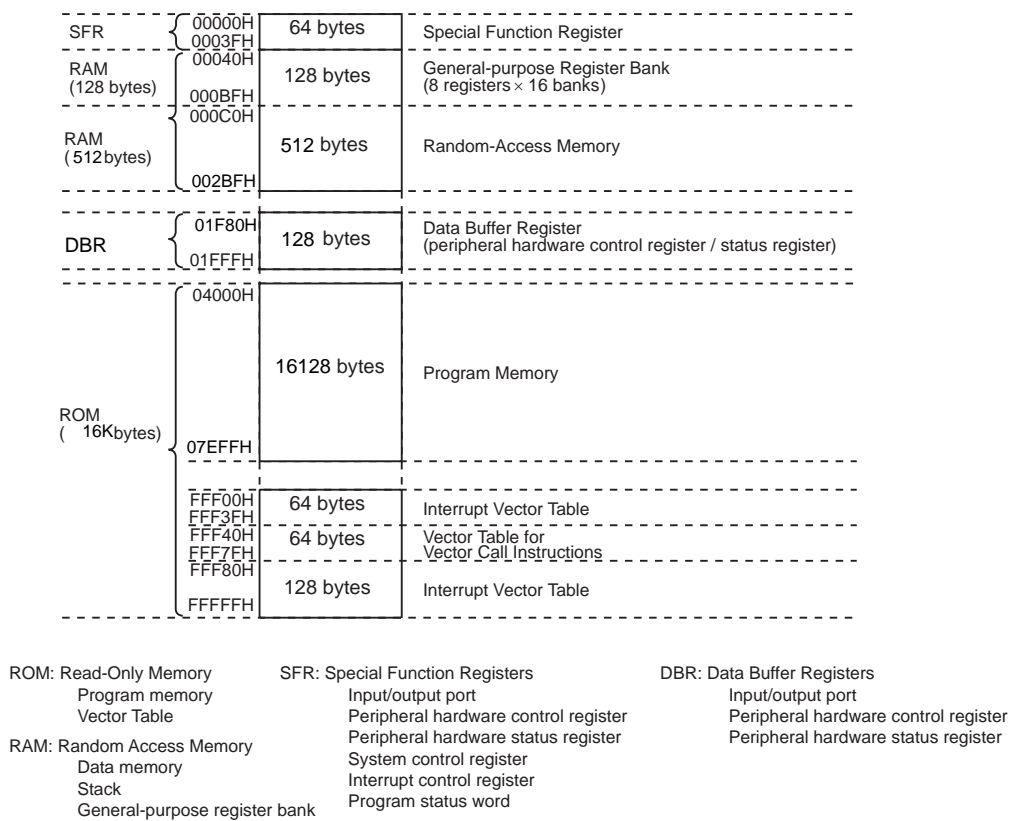 SFR
00000H
0003FH
64 bytes
Special Function Register
RAM
(128 bytes)
00040H
000BFH
128 bytes
General-purpose Register Bank
(8 registers × 16 banks)
RAM
( 512 bytes)
000C0H
002BFH
512 bytes
Random-Access Memory
DBR
01F80H
01FFFH
128 bytes
Data Buffer Register
(peripheral hardware control register / status register)
ROM
( 16Kbytes)
04000H
07EFFH
16128 bytes
Program Memory
FFF00H
FFF3FH
64 bytes
Interrupt Vector Table
FFF40H
FFF7FH
64 bytes
Vector Table for
Vector Call Instructions
FFF80H
FFFFFH
128 bytes
Interrupt Vector Table
ROM: Read-Only Memory
Program memory
Vector Table
RAM: Random Access Memory
Data memory
Stack
General-purpose register bank
SFR: Special Function Registers
Input/output port
Peripheral hardware control register
Peripheral hardware status register
System control register
Interrupt control register
Program status word
DBR: Data Buffer Registers
Input/output port
Peripheral hardware control register
Peripheral hardware status register